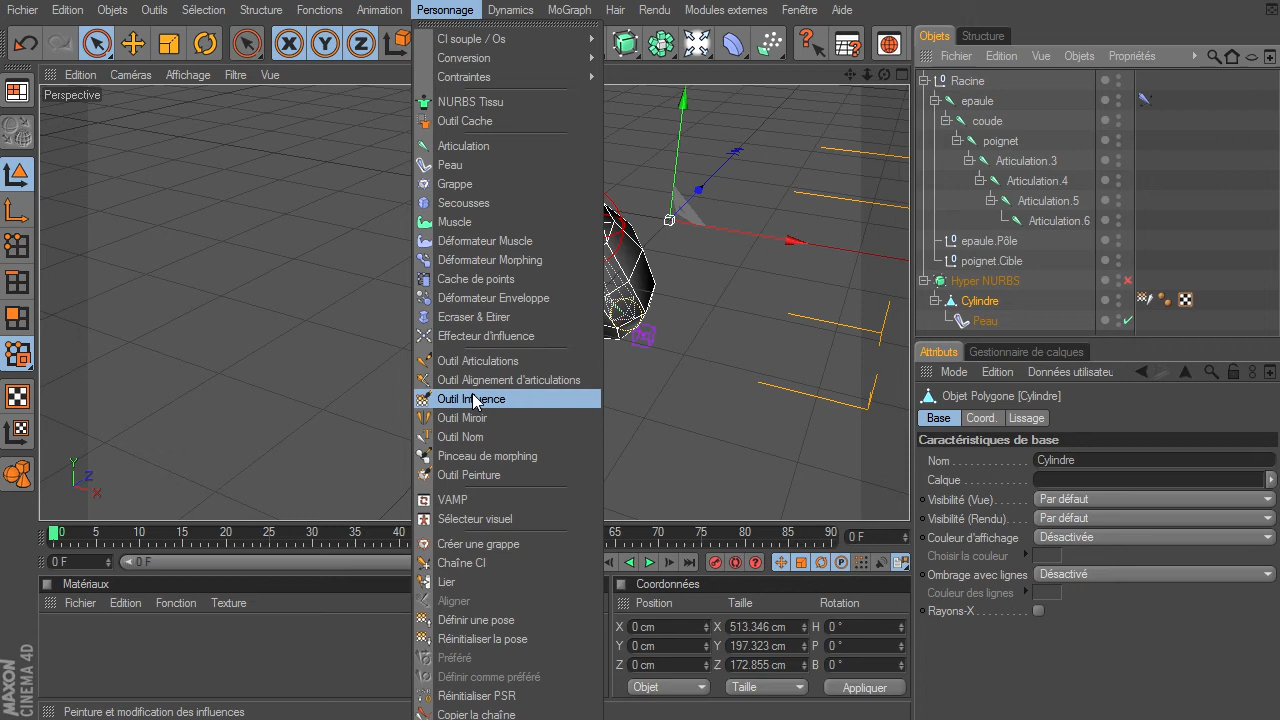 Fichier Edition Objets Outils Sélection Structure Fonctions Animation Personnage Dynamics MoGraph Hair Rendu Modules externes Fenêtre Aide
Edition Caméras Affichage Filtre Vue
Perspective
Y
Z
X
CI souple / Os
Conversion
Contraintes
NURBS Tissu
Outil Cache
Articulation
Peau
Grappe
Secousses
Muscle
Déformateur Muscle
Déformateur Morphing
Cache de points
Déformateur Enveloppe
Ecraser & Etirer
Effecteur d'influence
Outil Articulations
Outil Alignement d'articulations
Outil Miroir
Outil Nom
Pinceau de morphing
Outil Peinture
VAMP
Sélecteur visuel
Créer une grappe
Chaîne CI
Lier
Aligner
Définir une pose
Réinitialiser la pose
Préféré
Définir comme préféré
Réinitialiser PSR
Copier la chaîne
Objets Structure
Fichier Edition Vue Objets Propriétés
Racine
epaule
coude
poignet
Articulation.3
Articulation.4
Articulation.5
Articulation.6
epaule.Pôle
poignet.Cible
Hyper NURBS
Cylindre
Peau
Attributs Gestionnaire de calques
Mode Edition Données utilisateu
Objet Polygone [Cylindre]
Base Coord. Lissage
Caractéristiques de base
Nom Cylindre
Calque
Visibilité (Vue) Par défaut
Visibilité (Rendu) Par défaut
Couleur d'affichage Désactivée
Choisir la couleur
Ombrage avec lignes Désactivé
Couleur des lignes
Rayons-X
0 5 10 15 20 25 30 35 40 65 70 75 80 85 90 0 F
0 F 0 F
Matériaux
Fichier Edition Fonction Texture
Coordonnées
Position Taille Rotation
X 0 cm X 513.346 cm H 0 °
Y 0 cm Y 197.323 cm P 0 °
Z 0 cm Z 172.855 cm B 0 °
Objet Taille Appliquer
MAXON
CINEMA 4D
Peinture et modification des influences